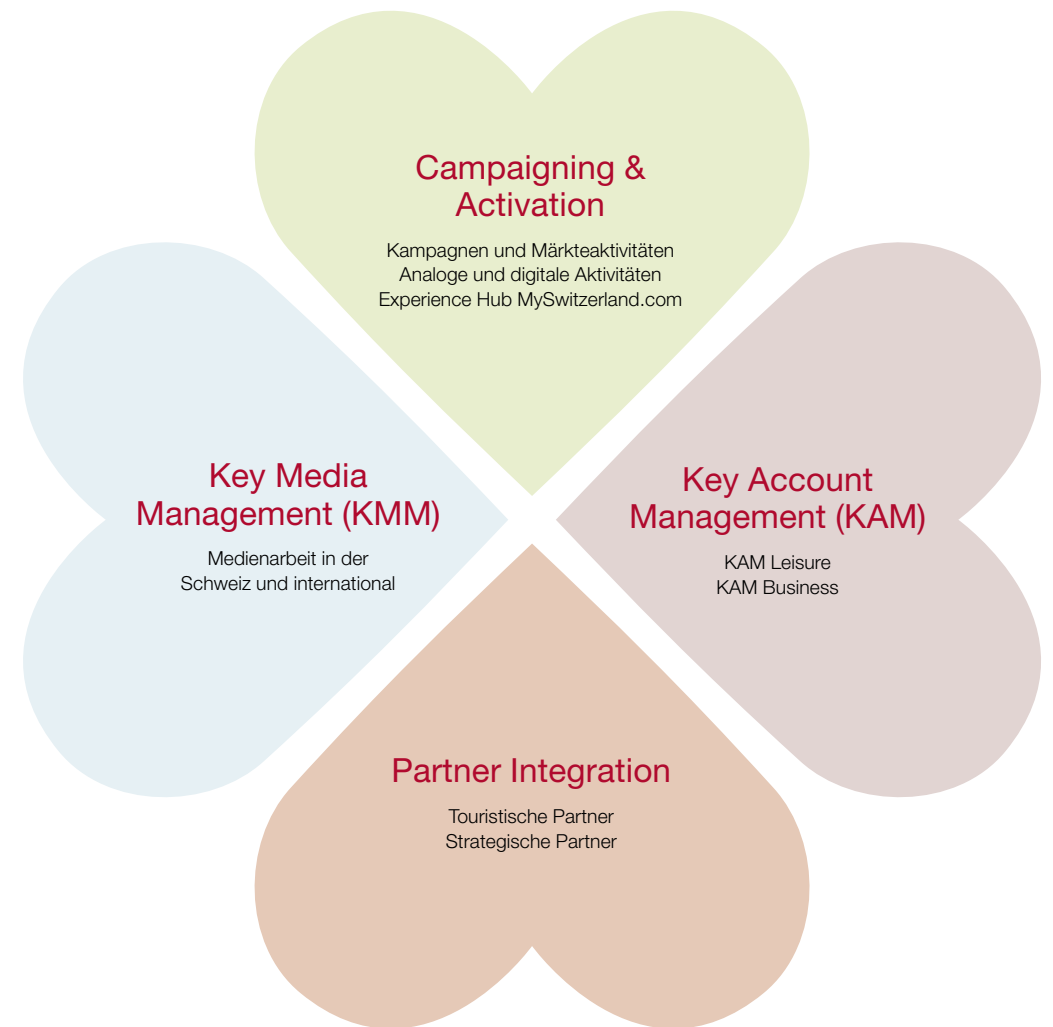 Campaigning &
Activation
Kampagnen und Märkteaktivitäten
Analoge und digitale Aktivitäten
Experience Hub MySwitzerland.com
Key Media
Management (KMM)
Medienarbeit in der
Schweiz und international
Key Account
Management (KAM)
KAM Leisure
KAM Business
Partner Integration
Touristische Partner
Strategische Partner